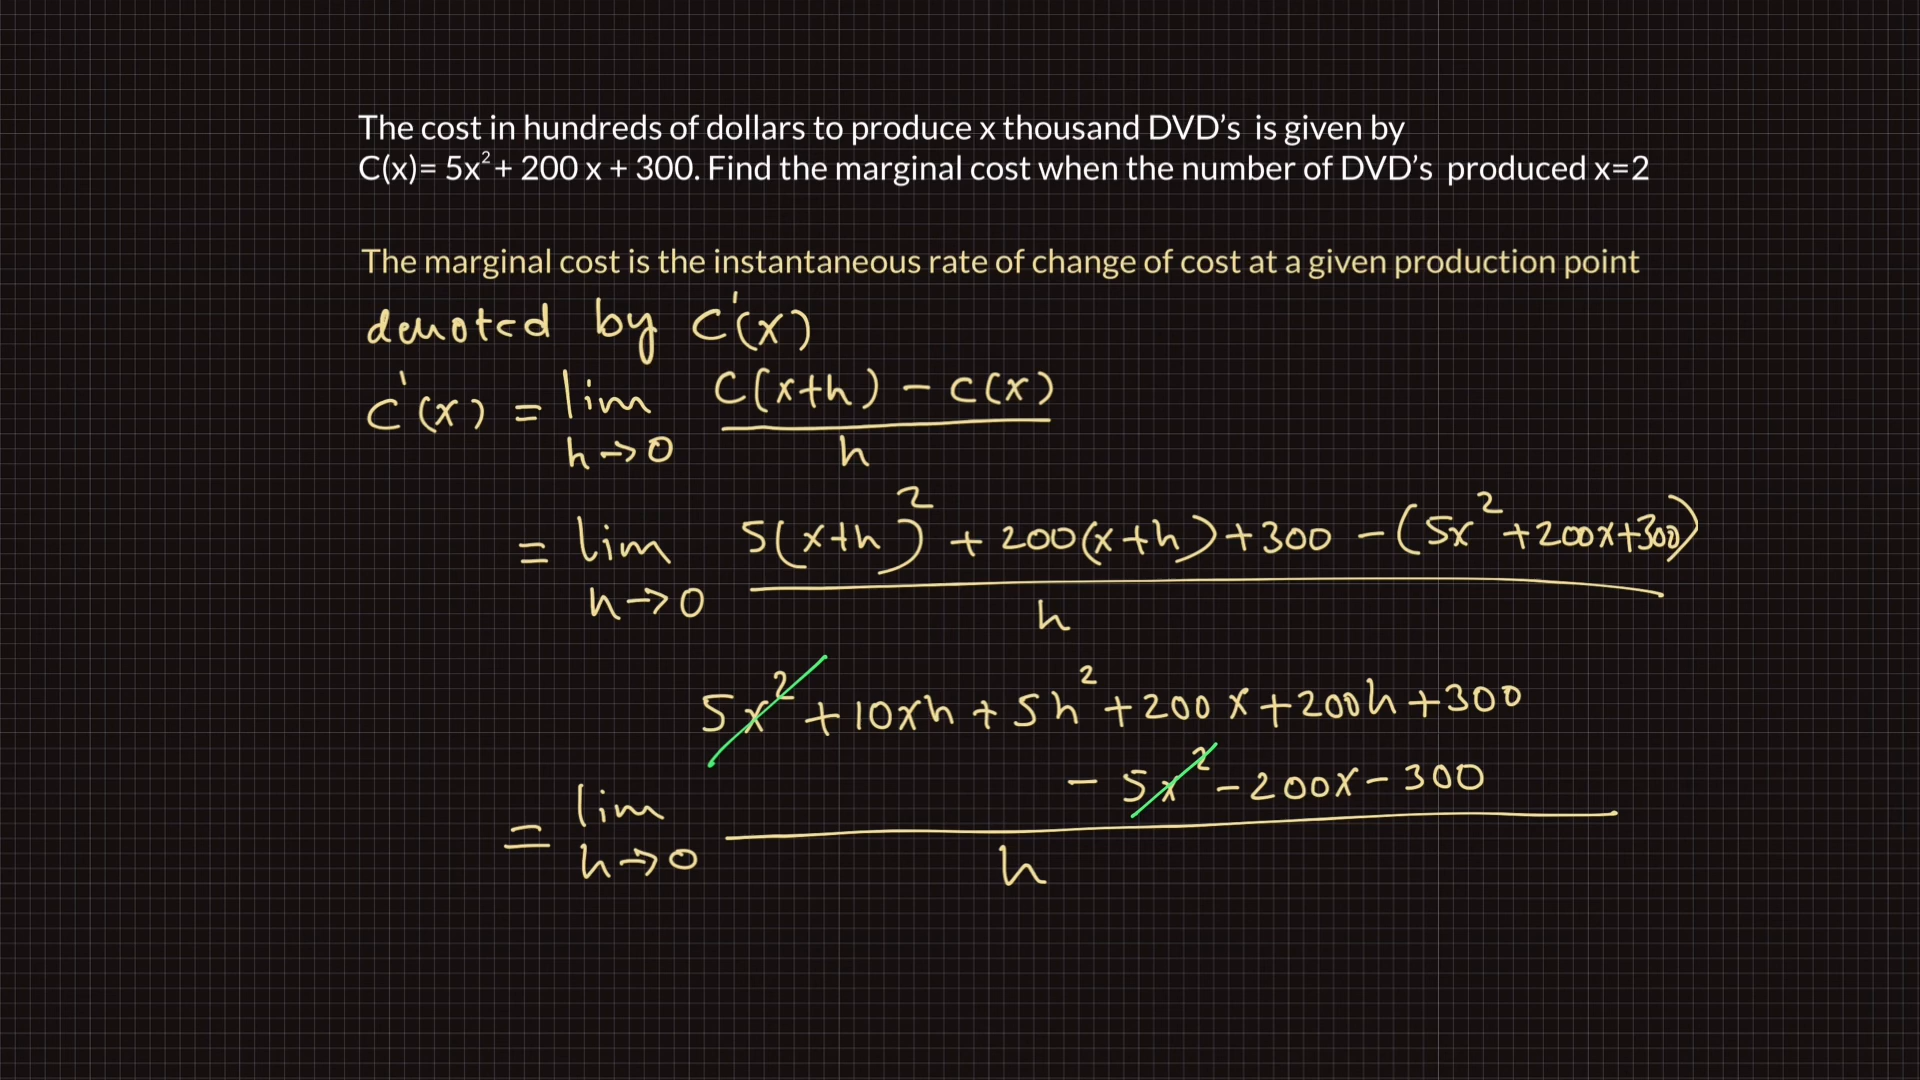 The cost in hundreds of dollars to produce x thousand DVD’s is given by
C(x)= 5x²+ 200 x + 300. Find the marginal cost when the number of DVD’s produced x=2
The marginal cost is the instantaneous rate of change of cost at a given production point
denoted by C'(x)
C'(x) = lim C(x+h) - C(x)
h→0 h
= lim 5(x+h)² + 200(x+h) + 300 - (5x² + 200x + 300)
h→0 h
5x² + 10xh + 5h² + 200x + 200h + 300
- 5x² - 200x - 300
= lim
h→0 h